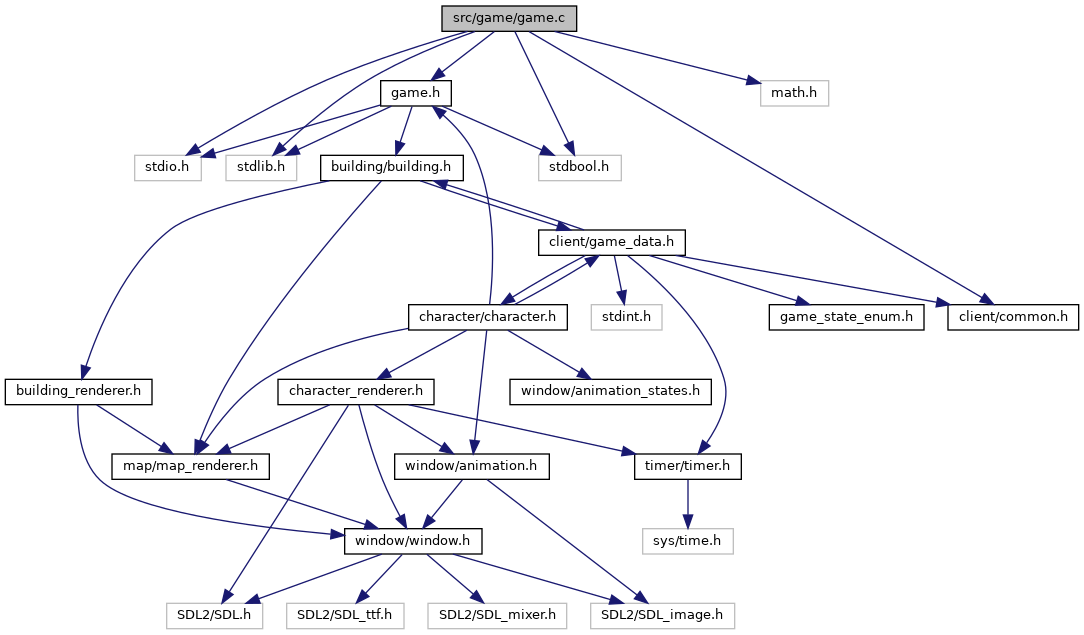 src/game/game.c
game.h
math.h
stdio.h
stdlib.h
building/building.h
stdbool.h
client/game_data.h
character/character.h
stdint.h
game_state_enum.h
client/common.h
building_renderer.h
character_renderer.h
window/animation_states.h
map/map_renderer.h
window/animation.h
timer/timer.h
window/window.h
sys/time.h
SDL2/SDL.h
SDL2/SDL_ttf.h
SDL2/SDL_mixer.h
SDL2/SDL_image.h